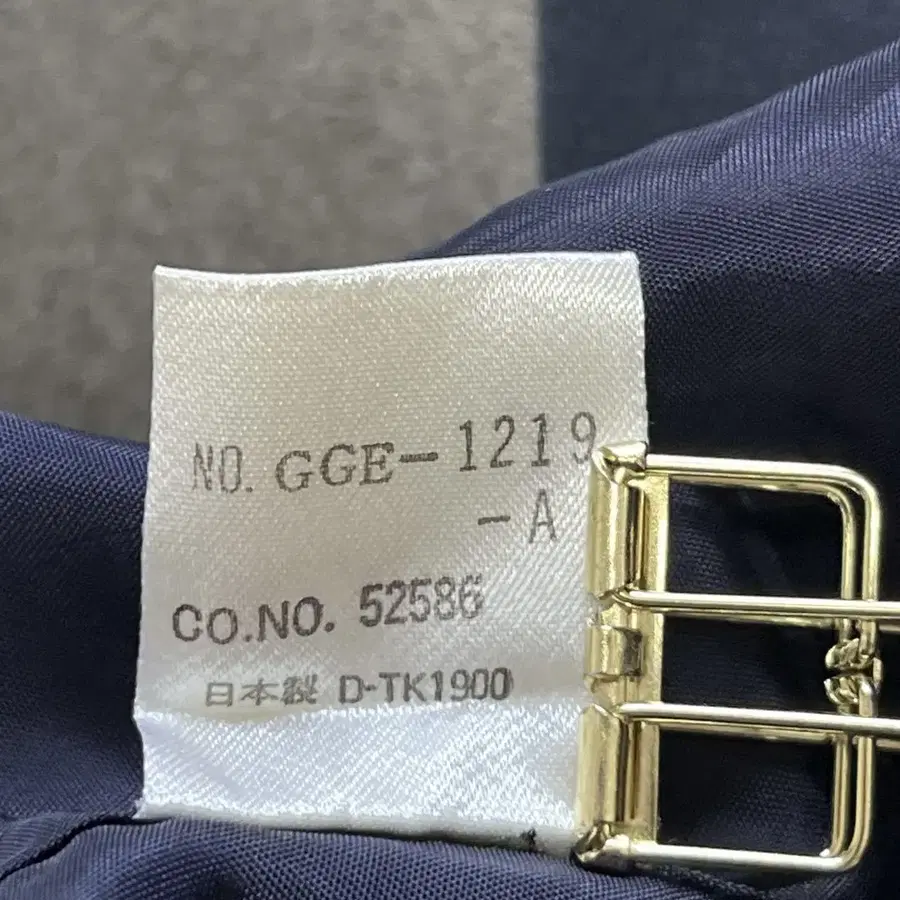 NO. GGE-1219
-A
CO.NO. 52586
日本製 D-TK1900